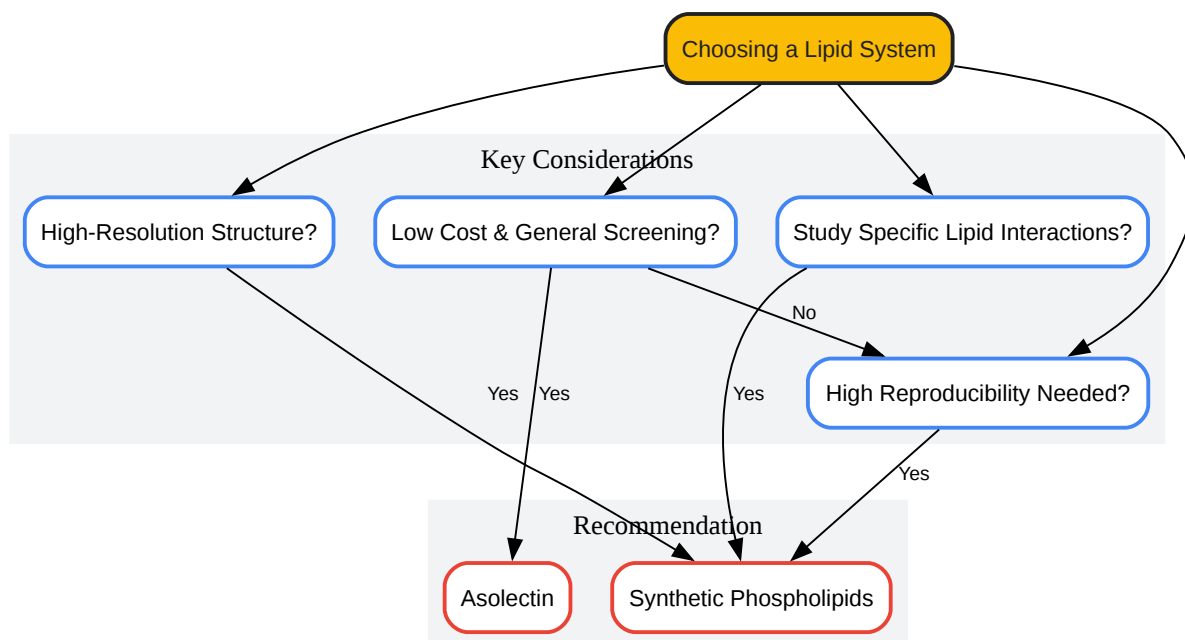 Choosing a Lipid System
Key Considerations
High-Resolution Structure?
Low Cost & General Screening?
Study Specific Lipid Interactions?
No
High Reproducibility Needed?
Yes
Yes
Yes
Yes
Recommendation
Asolectin
Synthetic Phospholipids